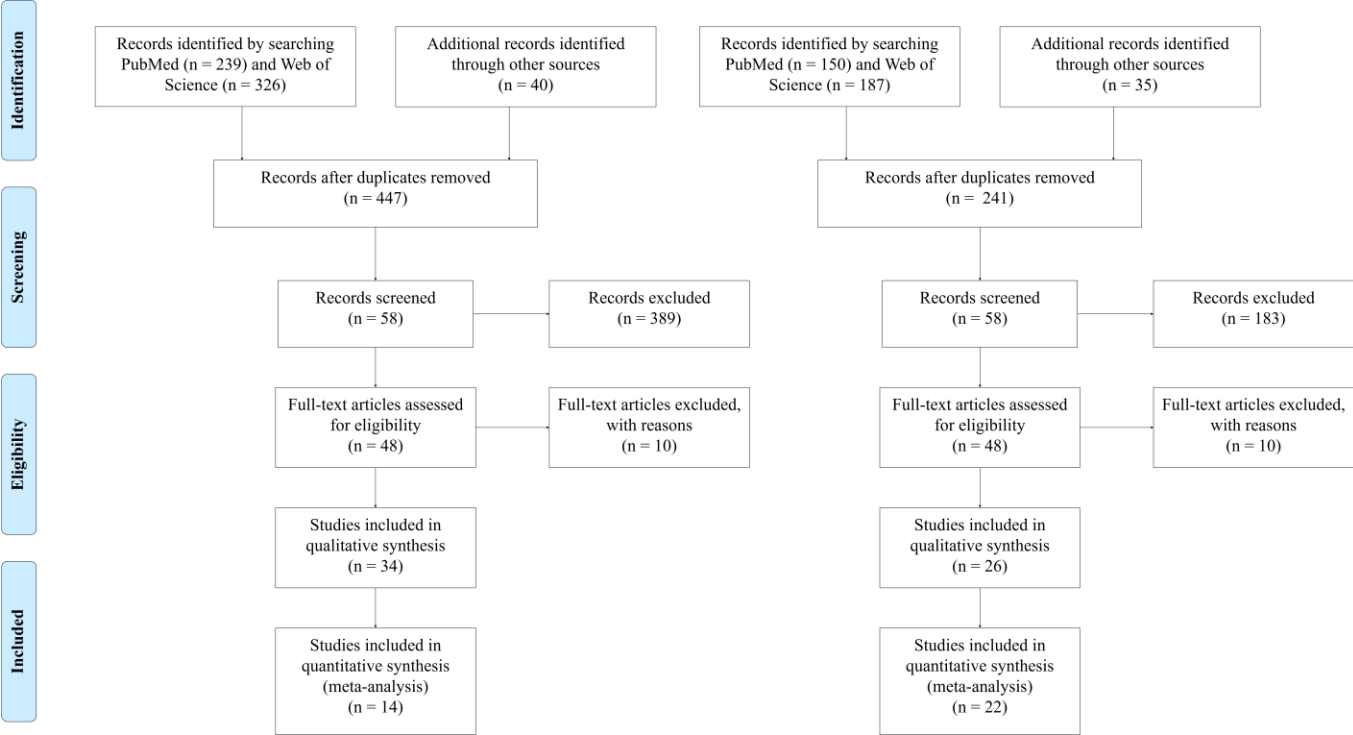 Identification
Records identified by searching
PubMed (n = 239) and Web of
Science (n = 326)
Additional records identified
through other sources
(n = 40)
Records identified by searching
PubMed (n = 150) and Web of
Science (n = 187)
Additional records identified
through other sources
(n = 35)
Records after duplicates removed
(n = 447)
Records after duplicates removed
(n =  241)
Screening
Records screened
(n = 58)
Records excluded
(n = 389)
Records screened
(n = 58)
Records excluded
(n = 183)
Eligibility
Full-text articles assessed
for eligibility
(n = 48)
Full-text articles excluded,
with reasons
(n = 10)
Full-text articles assessed
for eligibility
(n = 48)
Full-text articles excluded,
with reasons
(n = 10)
Studies included in
qualitative synthesis
(n = 34)
Studies included in
qualitative synthesis
(n = 26)
Included
Studies included in
quantitative synthesis
(meta-analysis)
(n = 14)
Studies included in
quantitative synthesis
(meta-analysis)
(n = 22)